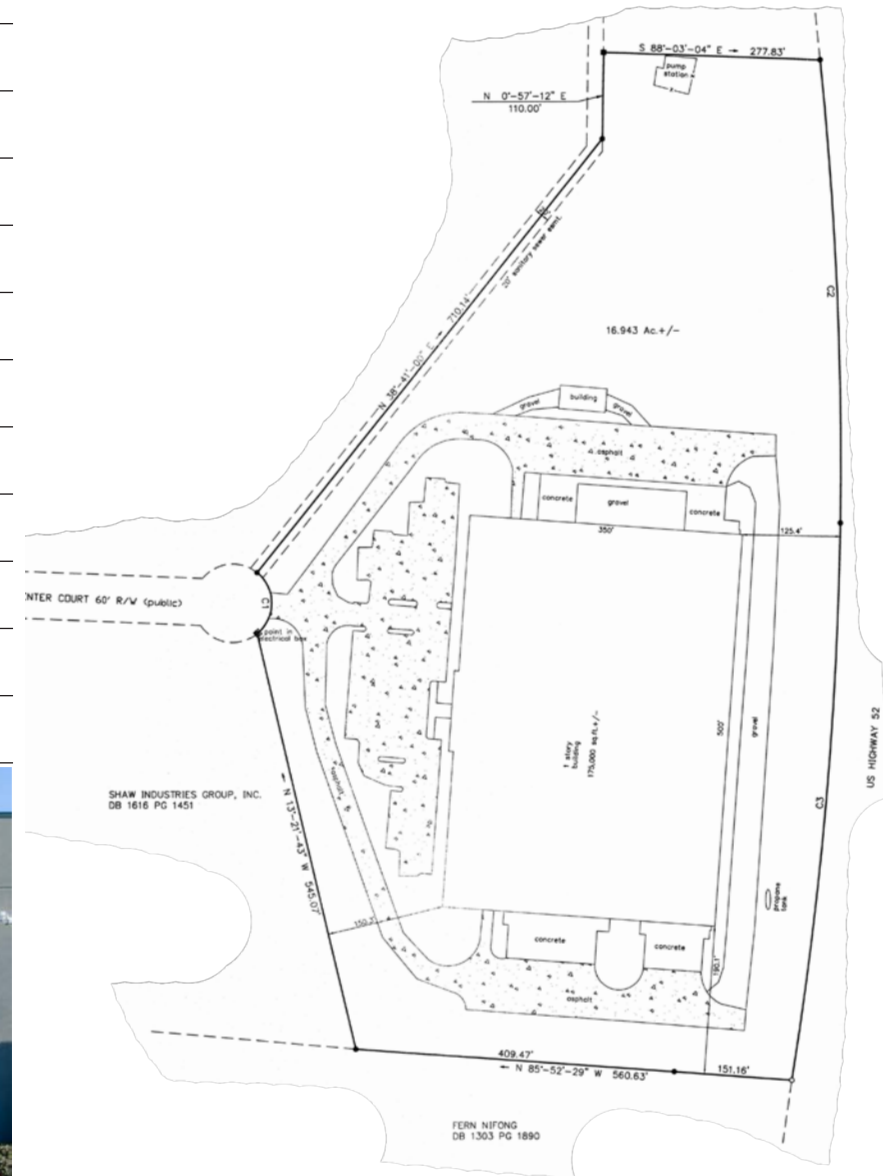 S 88°-03'-04" E → 277.83'
pump
station
N 0°-57'-12" E
110.00'
20' sanitary sewer esmt.
C2
N 38°-41'-00" E → 710.14'
16.943 Ac.+/-
gravel
building
gravel
asphalt
concrete
gravel
concrete
350'
125.4'
NTER COURT 60' R/W (public)
C1
point in
electrical box
1 story
building
175,000 sq.ft.+/-
500'
gravel
US HIGHWAY 52
asphalt
SHAW INDUSTRIES GROUP, INC.
DB 1616 PG 1451
← N 13°-21'-43" W 545.07'
C3
propane
tank
concrete
concrete
190.1'
asphalt
409.47'
← N 85°-52'-29" W 560.63'
151.16'
FERN NIFONG
DB 1303 PG 1890